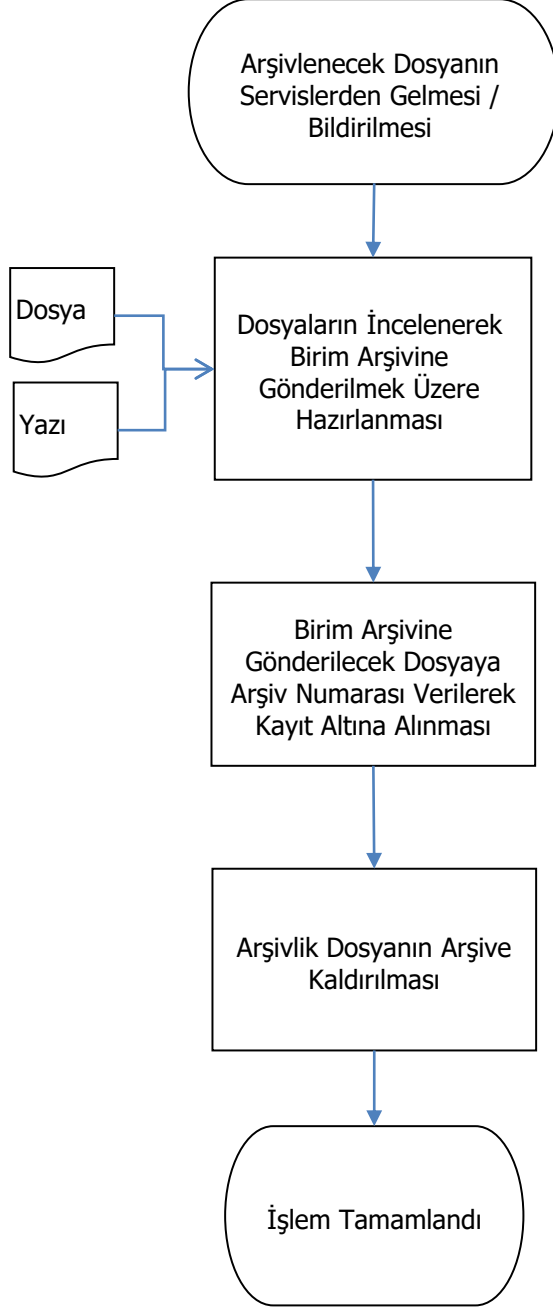 Arşivlenecek Dosyanın
Servislerden Gelmesi /
Bildirilmesi
Dosya
Yazı
Dosyaların İncelenerek
Birim Arşivine
Gönderilmek Üzere
Hazırlanması
Birim Arşivine
Gönderilecek Dosyaya
Arşiv Numarası Verilerek
Kayıt Altına Alınması
Arşivlik Dosyanın Arşive
Kaldırılması
İşlem Tamamlandı